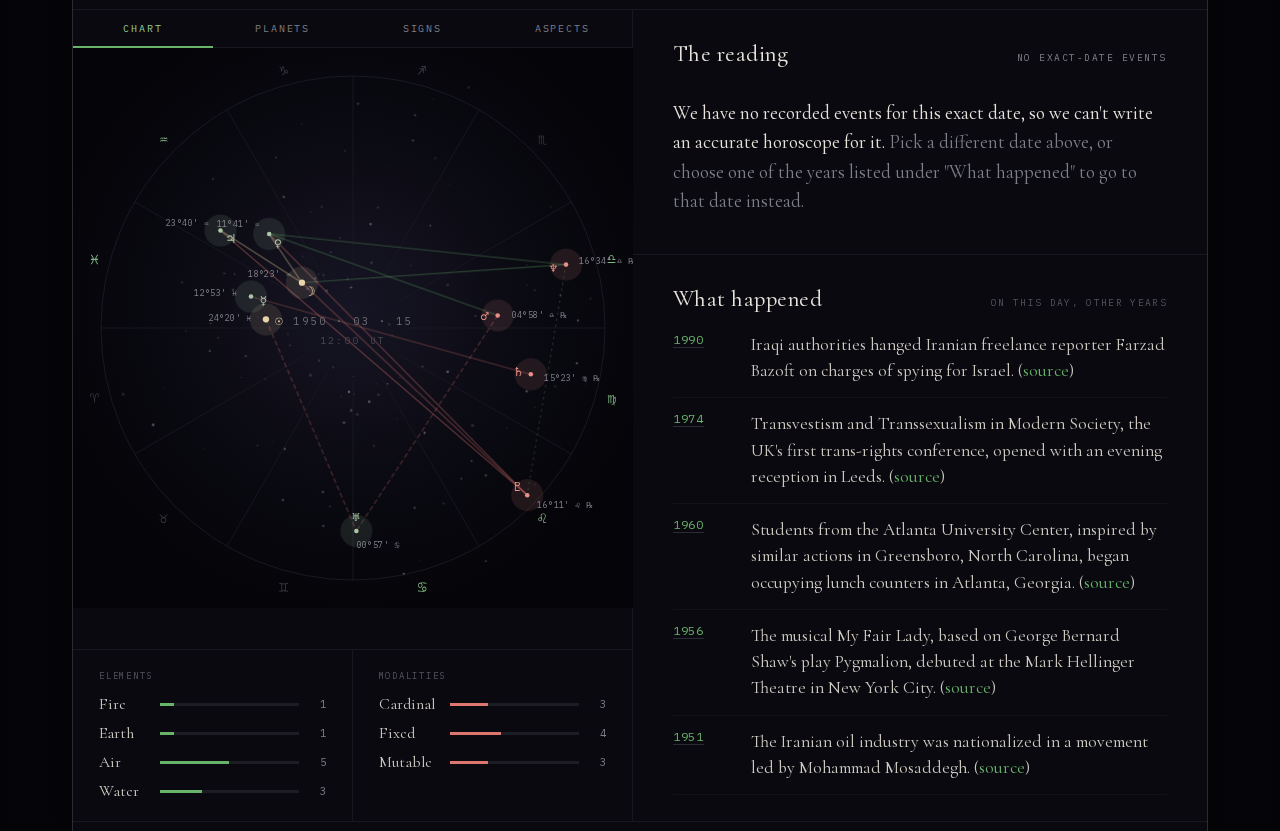 CHART PLANETS SIGNS ASPECTS
♑ ♐
♒ ♏
23°40' ♒ 11°41' ♒
♃ ♀
♓ 16°34' ♎ ℞
♆ ♎
18°23' ☽
12°53' ♓ ☿
24°20' ♓ ☉ 1950 · 03 · 15
12:00 UT
♂ 04°58' ♎ ℞
♄ 15°23' ♍ ℞
♈ ♍
♇ 16°11' ♌ ℞
♉ ♅ ♌
00°57' ♋
♊ ♋
ELEMENTS
Fire 1
Earth 1
Air 5
Water 3
MODALITIES
Cardinal 3
Fixed 4
Mutable 3
The reading
NO EXACT-DATE EVENTS
We have no recorded events for this exact date, so we can't write
an accurate horoscope for it. Pick a different date above, or
choose one of the years listed under "What happened" to go to
that date instead.
What happened
ON THIS DAY, OTHER YEARS
1990 Iraqi authorities hanged Iranian freelance reporter Farzad
Bazoft on charges of spying for Israel. (source)
1974 Transvestism and Transsexualism in Modern Society, the
UK's first trans-rights conference, opened with an evening
reception in Leeds. (source)
1960 Students from the Atlanta University Center, inspired by
similar actions in Greensboro, North Carolina, began
occupying lunch counters in Atlanta, Georgia. (source)
1956 The musical My Fair Lady, based on George Bernard
Shaw's play Pygmalion, debuted at the Mark Hellinger
Theatre in New York City. (source)
1951 The Iranian oil industry was nationalized in a movement
led by Mohammad Mosaddegh. (source)